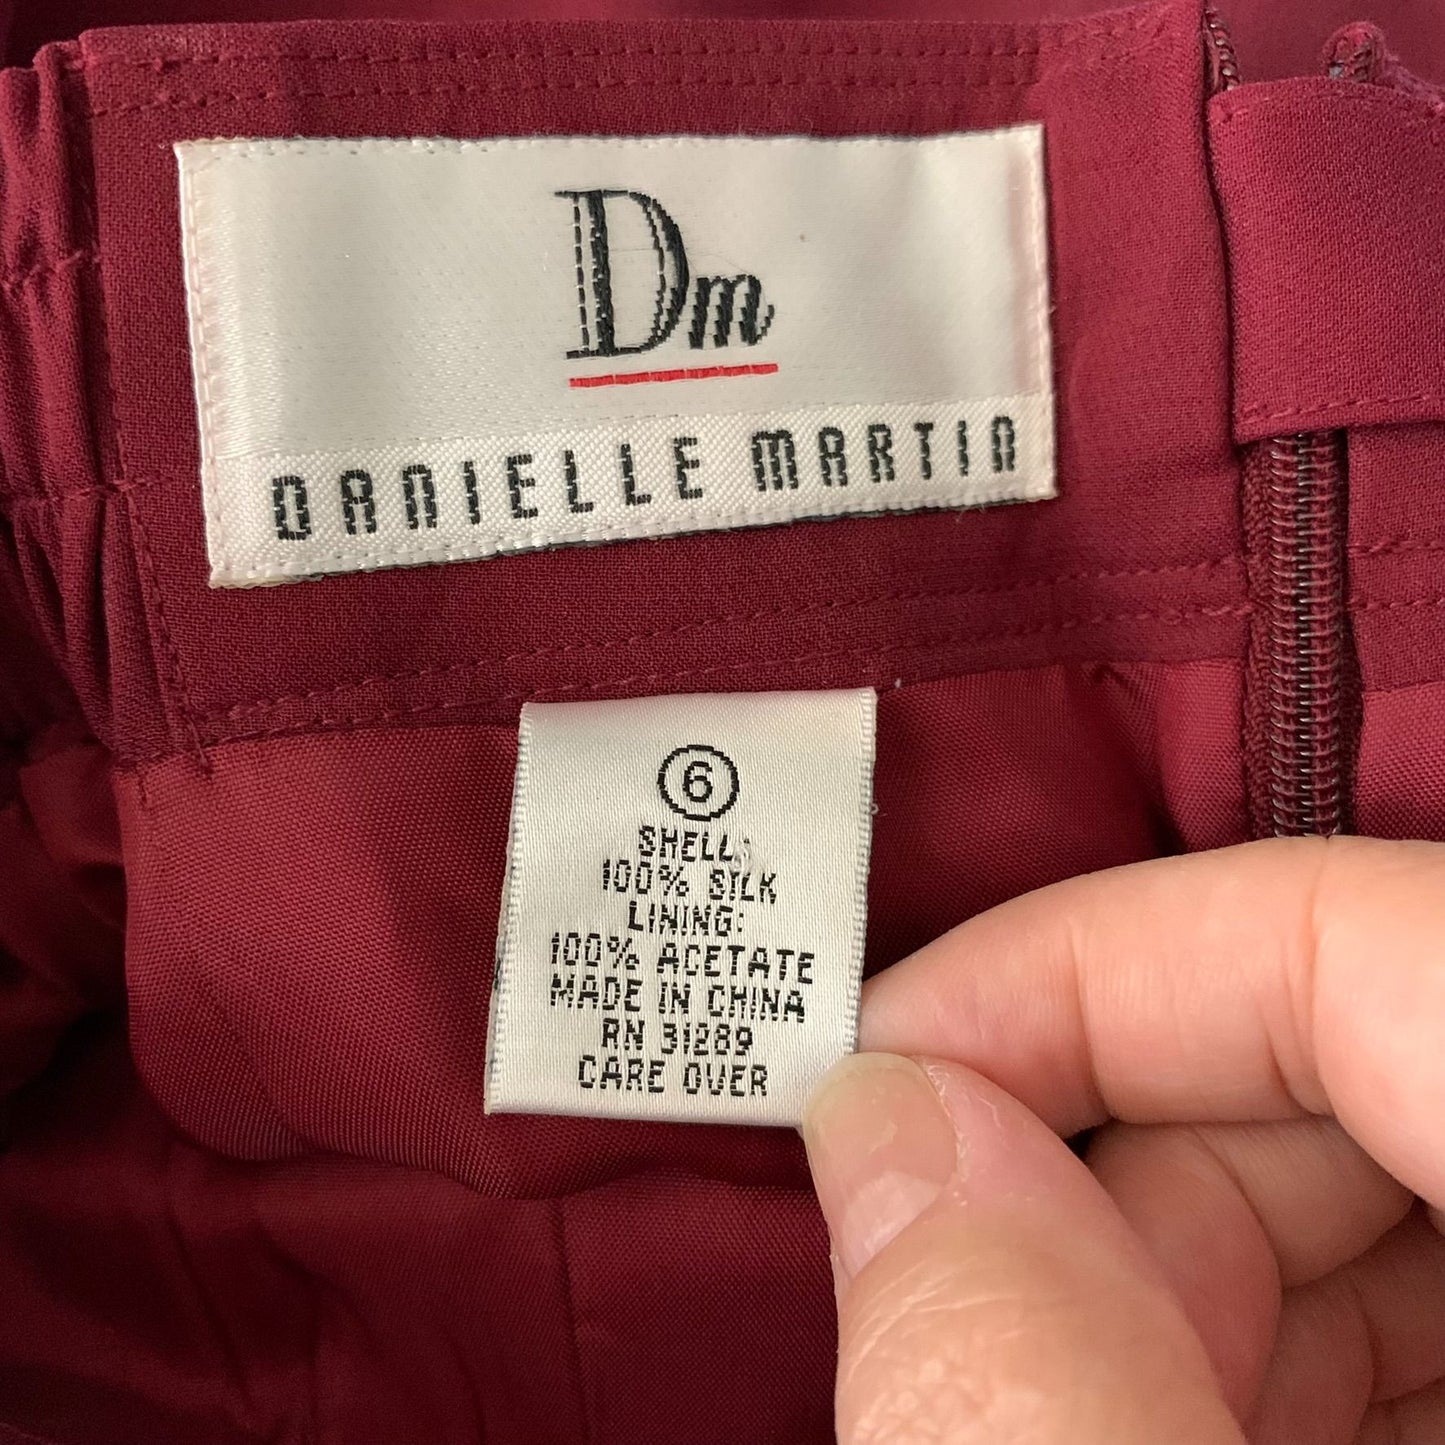 Dm
DANIELLE MARTIN
6
SHELL:
100% SILK
LINING:
100% ACETATE
MADE IN CHINA
RN 31289
CARE OVER